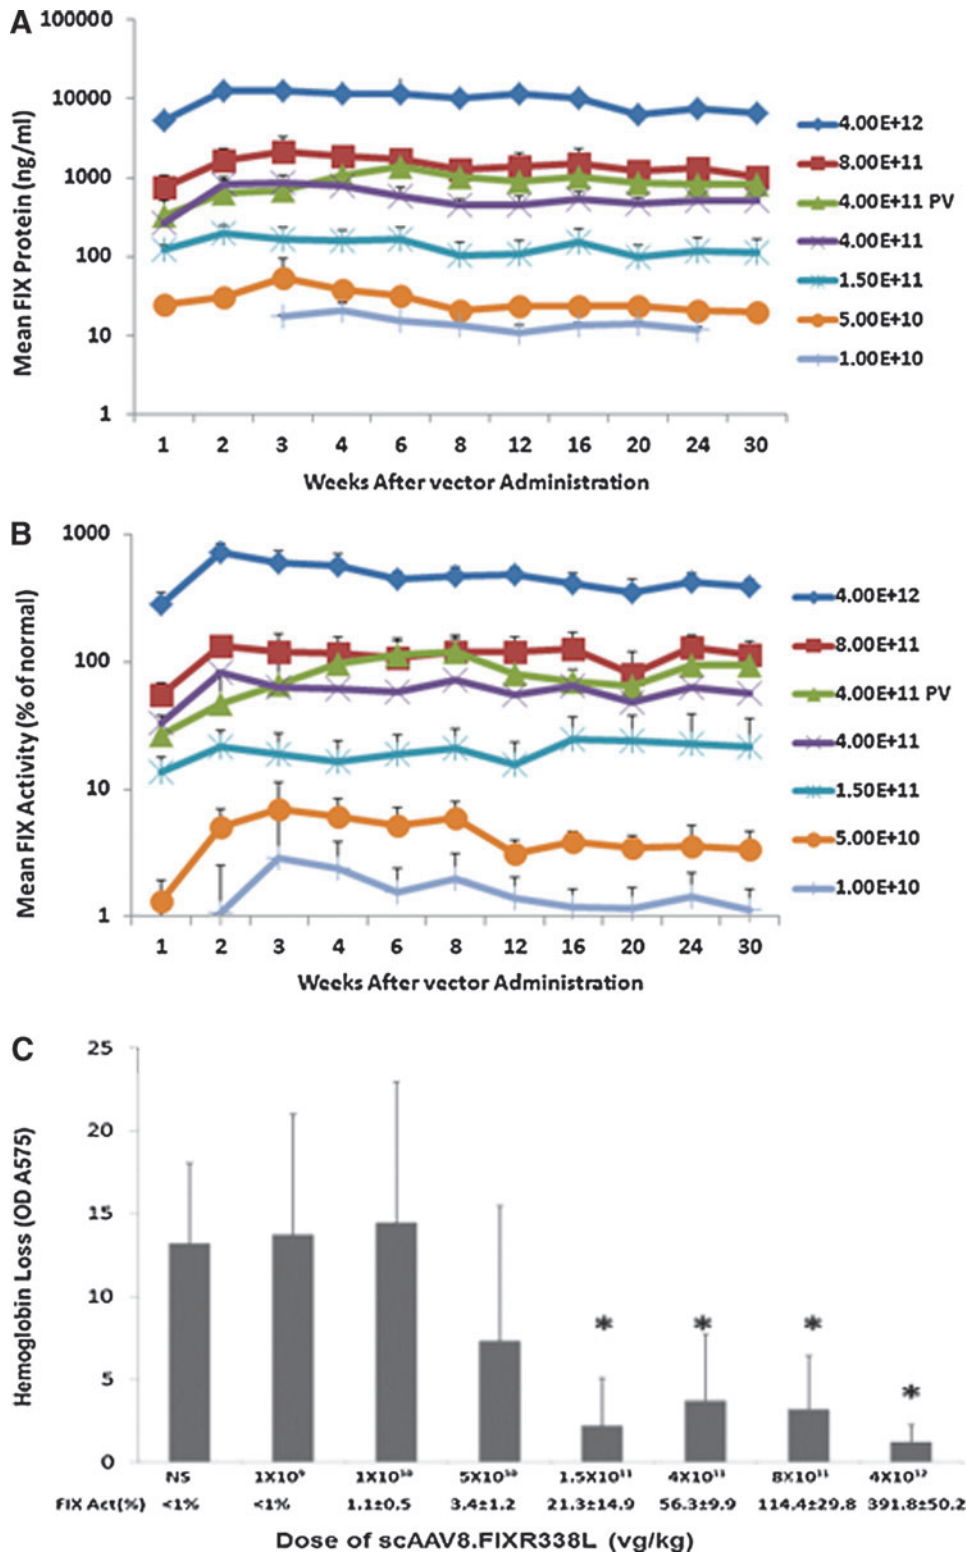 A
100000
10000
1000
100
10
1
Mean FIX Protein (ng/ml)
1 2 3 4 6 8 12 16 20 24 30
Weeks After vector Administration
4.00E+12
8.00E+11
4.00E+11 PV
4.00E+11
1.50E+11
5.00E+10
1.00E+10
B
1000
100
10
1
Mean FIX Activity (% of normal)
1 2 3 4 6 8 12 16 20 24 30
Weeks After vector Administration
4.00E+12
8.00E+11
4.00E+11 PV
4.00E+11
1.50E+11
5.00E+10
1.00E+10
C
25
20
15
10
5
0
Hemoglobin Loss (OD A575)
* * * *
NS 1X10⁹ 1X10¹⁰ 5X10¹⁰ 1.5X10¹¹ 4X10¹¹ 8X10¹¹ 4X10¹²
FIX Act(%) <1% <1% 1.1±0.5 3.4±1.2 21.3±14.9 56.3±9.9 114.4±29.8 391.8±50.2
Dose of scAAV8.FIXR338L (vg/kg)